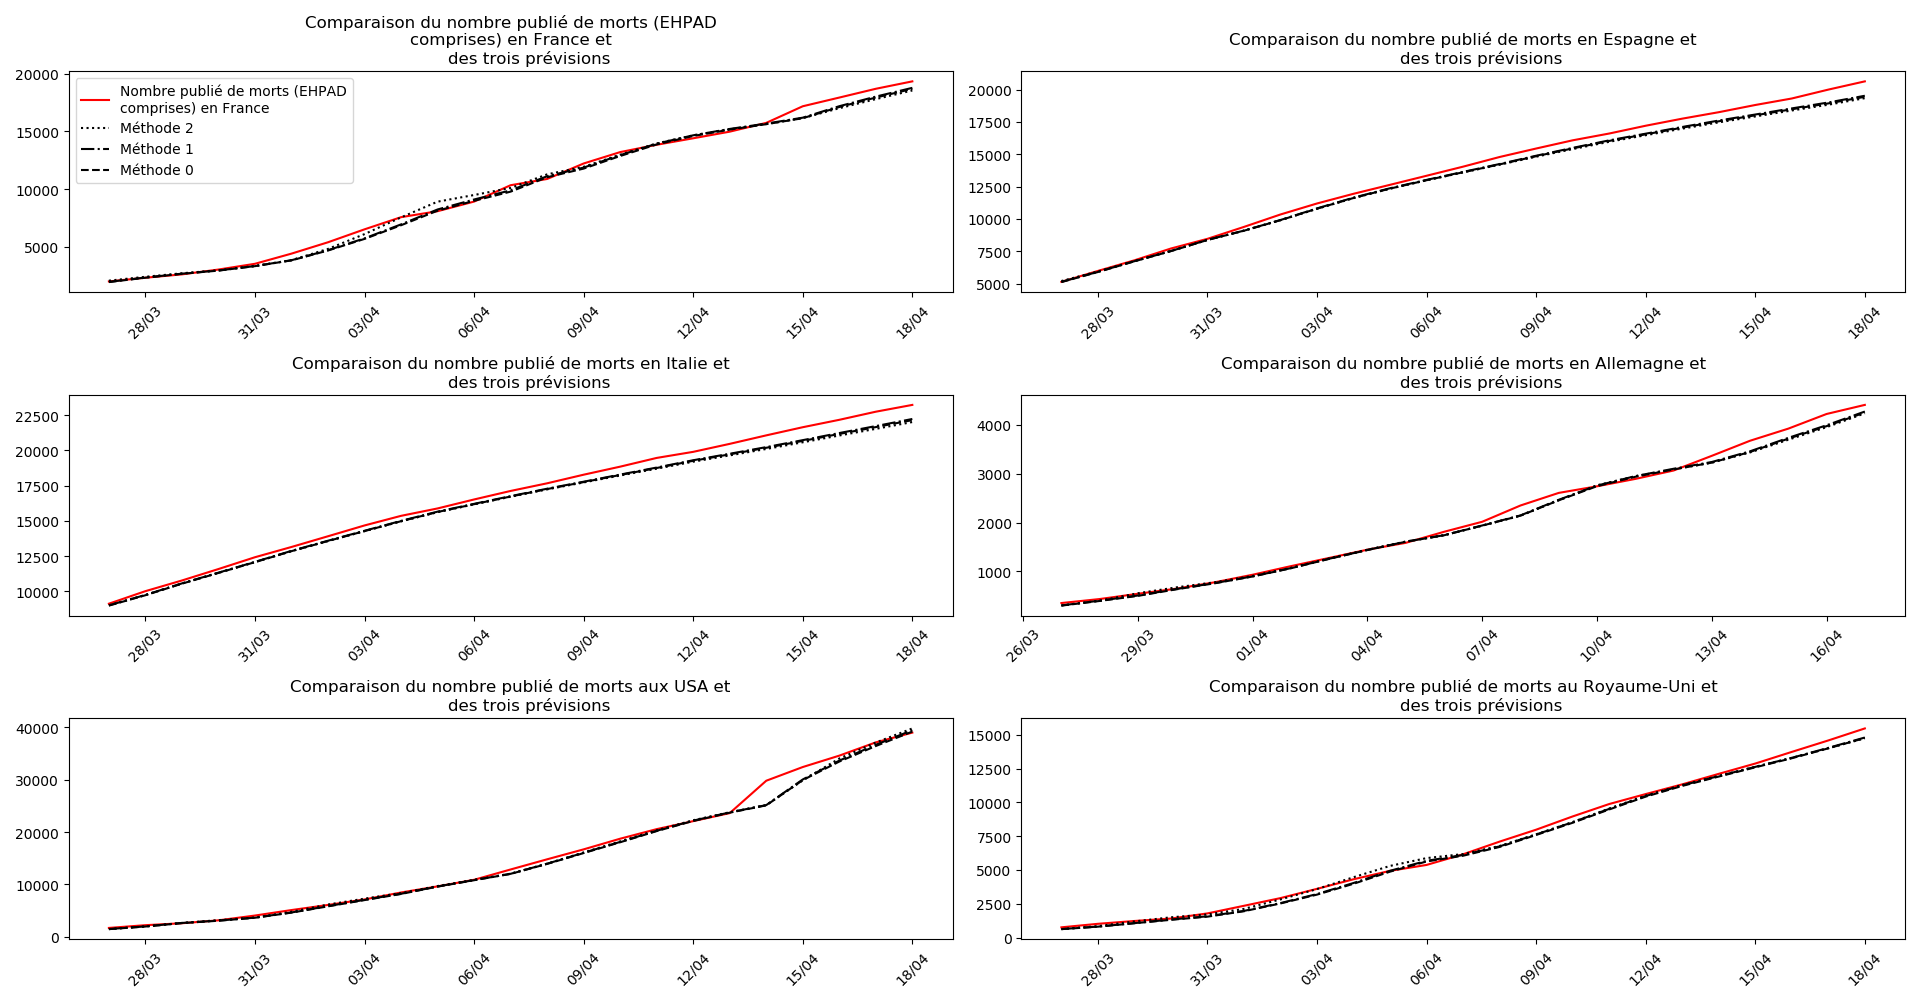 Comparaison du nombre publié de morts (EHPAD
comprises) en France et
des trois prévisions
20000
15000
10000
5000
Nombre publié de morts (EHPAD
comprises) en France
Méthode 2
Méthode 1
Méthode 0
28/03 31/03 03/04 06/04 09/04 12/04 15/04 18/04
Comparaison du nombre publié de morts en Espagne et
des trois prévisions
20000
17500
15000
12500
10000
7500
5000
28/03 31/03 03/04 06/04 09/04 12/04 15/04 18/04
Comparaison du nombre publié de morts en Italie et
des trois prévisions
22500
20000
17500
15000
12500
10000
28/03 31/03 03/04 06/04 09/04 12/04 15/04 18/04
Comparaison du nombre publié de morts en Allemagne et
des trois prévisions
4000
3000
2000
1000
26/03 29/03 01/04 04/04 07/04 10/04 13/04 16/04
Comparaison du nombre publié de morts aux USA et
des trois prévisions
40000
30000
20000
10000
0
28/03 31/03 03/04 06/04 09/04 12/04 15/04 18/04
Comparaison du nombre publié de morts au Royaume-Uni et
des trois prévisions
15000
12500
10000
7500
5000
2500
0
28/03 31/03 03/04 06/04 09/04 12/04 15/04 18/04